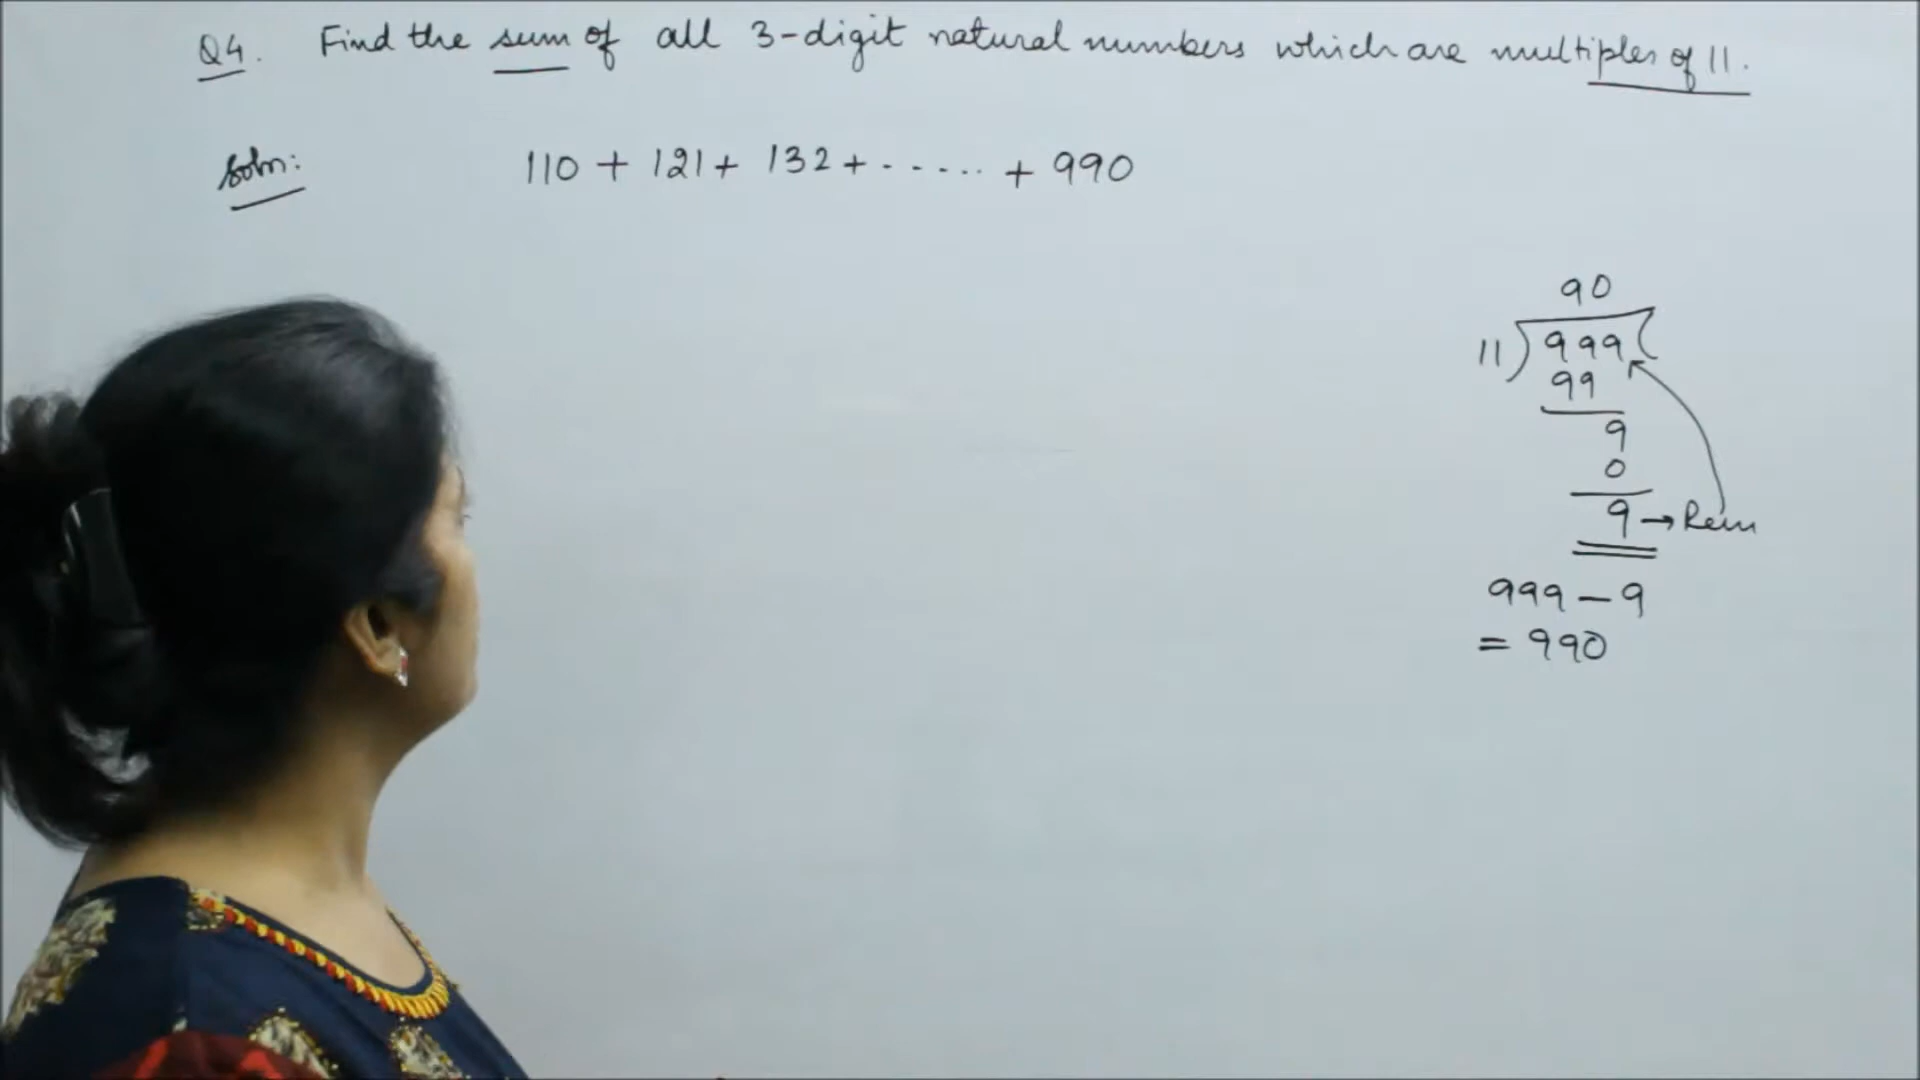 Q4. Find the sum of all 3-digit natural numbers which are multiples of 11.
Soln: 110 + 121 + 132 + ...... + 990
90
11) 999 (
99
9
0
9 → Rem
999 - 9
= 990